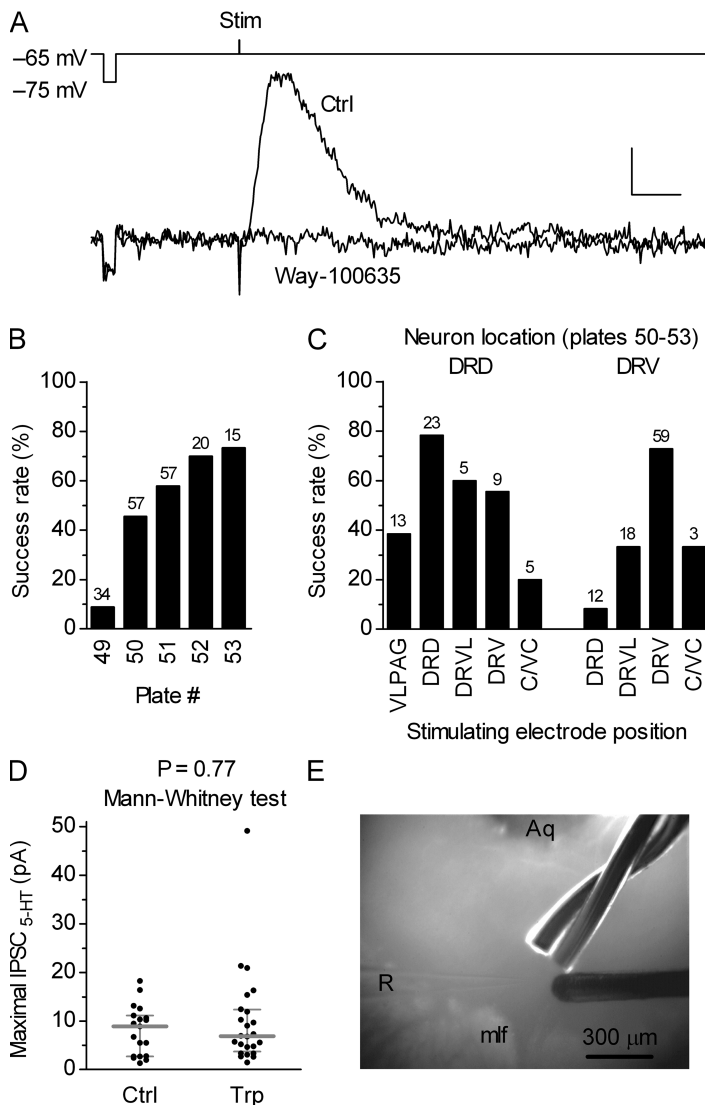 A
Stim
–65 mV
–75 mV
Ctrl
Way-100635
B
Success rate (%)
100
80
60
40
20
0
34
57
57
20
15
49
50
51
52
53
Plate #
C
Neuron location (plates 50-53)
DRD
DRV
Success rate (%)
100
80
60
40
20
0
13
23
5
9
5
12
18
59
3
VLPAG
DRD
DRVL
DRV
C/VC
DRD
DRVL
DRV
C/VC
Stimulating electrode position
D
P = 0.77
Mann-Whitney test
Maximal IPSC5-HT (pA)
50
40
30
20
10
0
Ctrl
Trp
E
Aq
R
mlf
300 μm